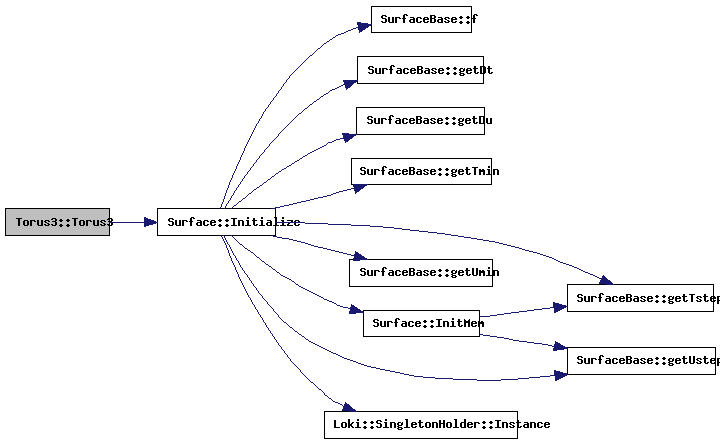 SurfaceBase::f
SurfaceBase::getDt
SurfaceBase::getDu
SurfaceBase::getTmin
Torus3::Torus3
Surface::Initialize
SurfaceBase::getUmin
SurfaceBase::getTstep
Surface::InitMem
SurfaceBase::getUstep
Loki::SingletonHolder::Instance